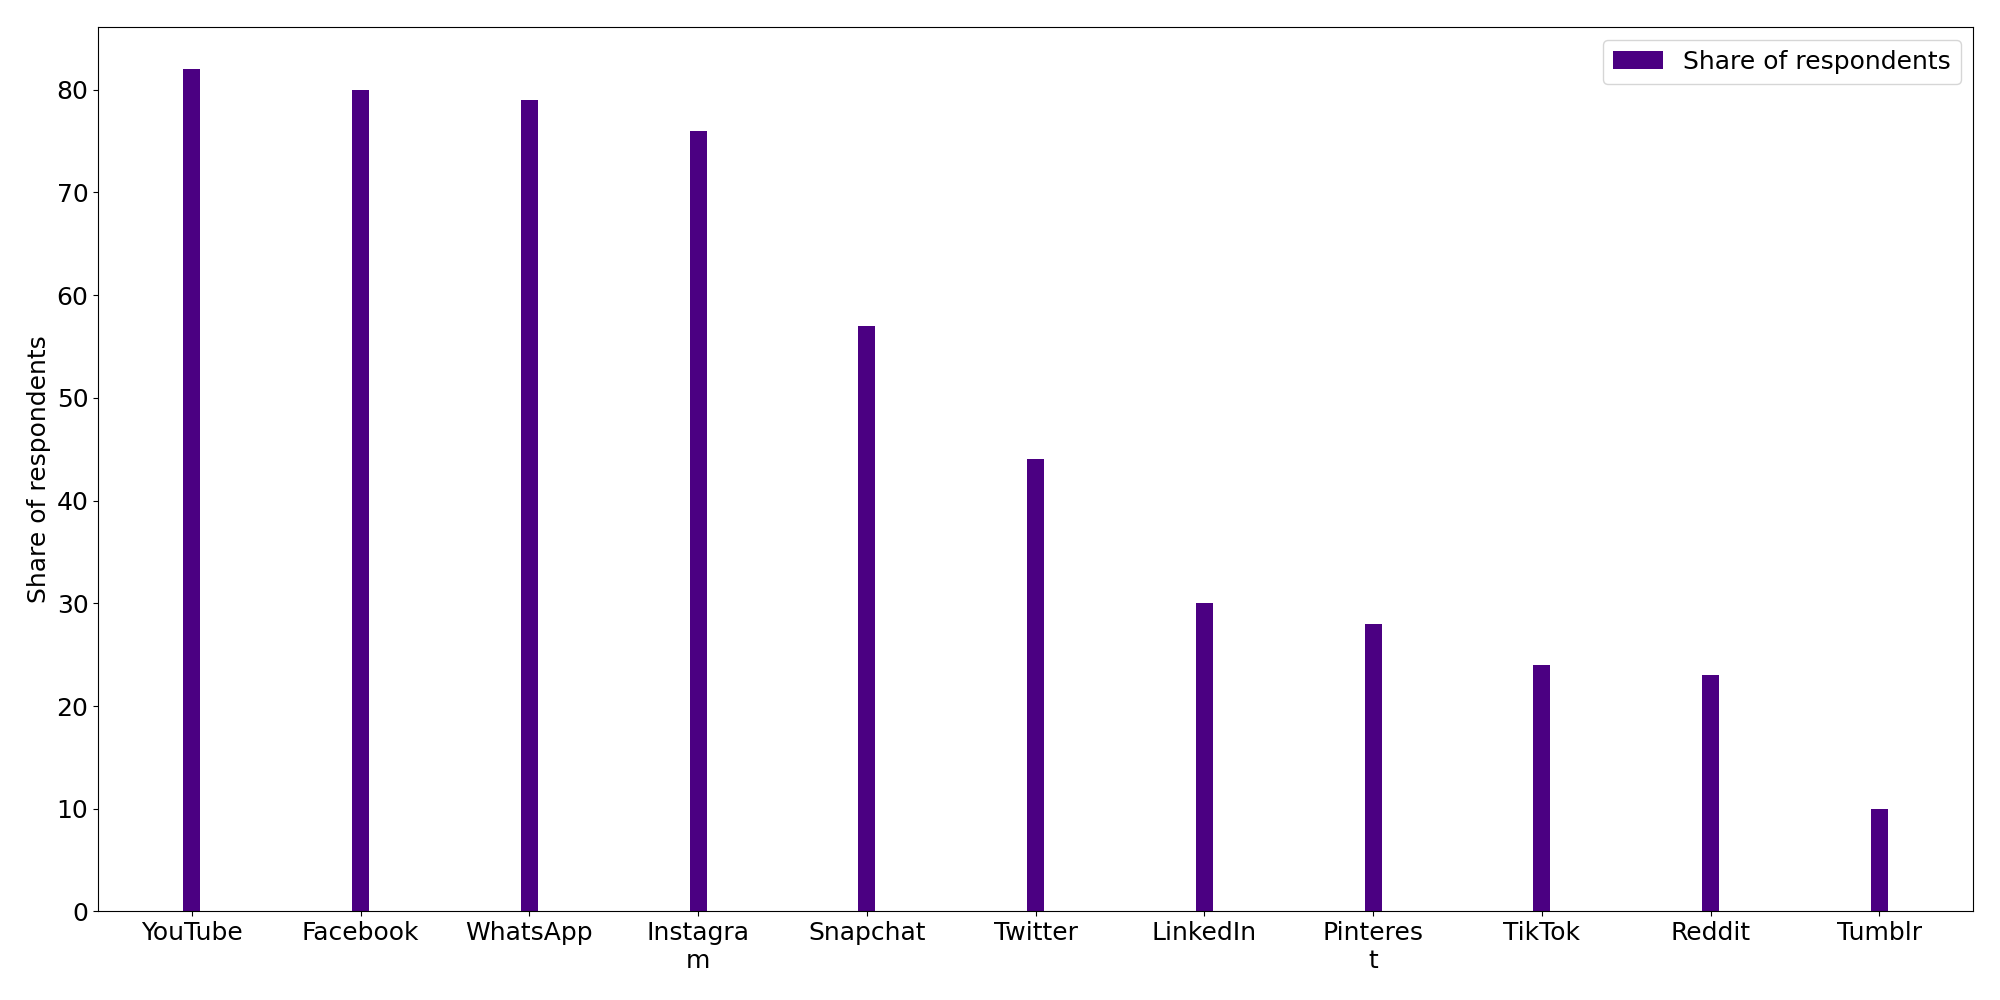 Share of respondents
80
70
60
50
40
30
20
10
0
Share of respondents
YouTube
Facebook
WhatsApp
Instagra
m
Snapchat
Twitter
LinkedIn
Pinteres
t
TikTok
Reddit
Tumblr